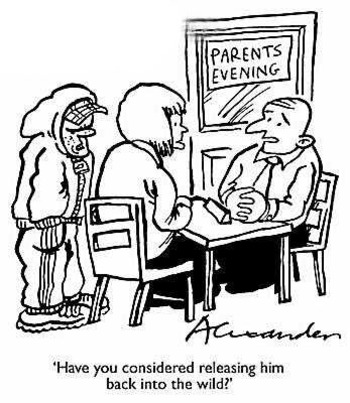 PARENTS
EVENING
Alexander
'Have you considered releasing him
back into the wild?'